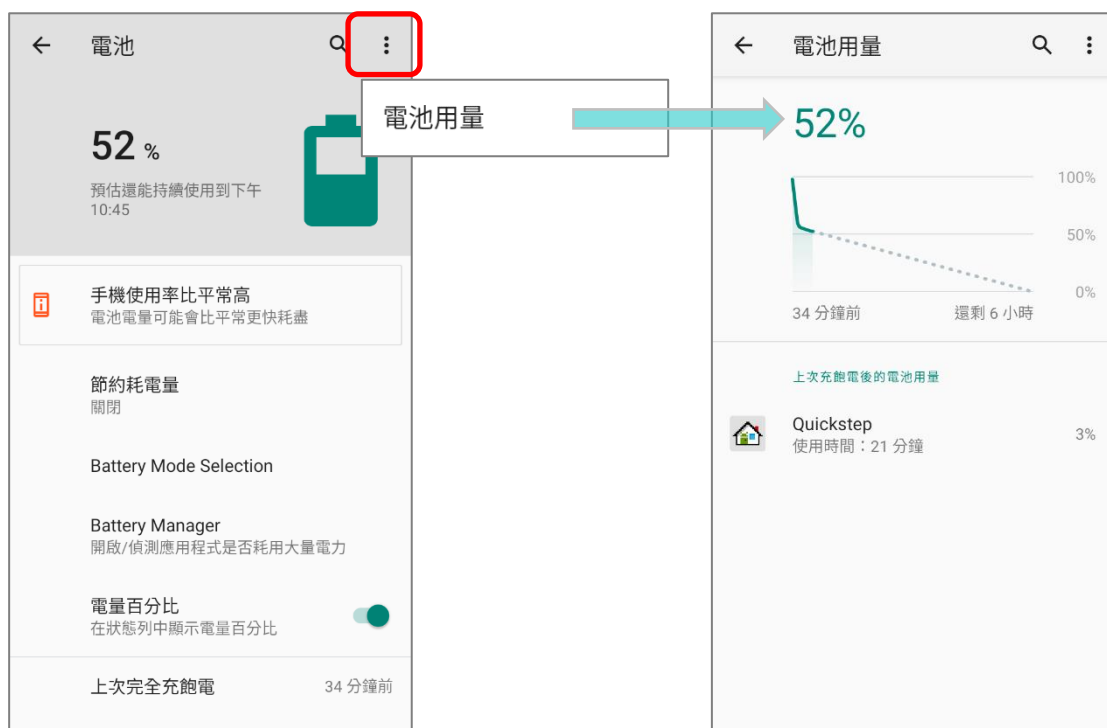 電池
電池用量
52 %
預估還能持續使用到下午
10:45
手機使用率比平常高
電池電量可能會比平常更快耗盡
節約耗電量
關閉
Battery Mode Selection
Battery Manager
開啟/偵測應用程式是否耗用大量電力
電量百分比
在狀態列中顯示電量百分比
上次完全充飽電 34 分鐘前
電池用量
52%
100%
50%
0%
34 分鐘前 還剩 6 小時
上次充飽電後的電池用量
Quickstep 3%
使用時間：21 分鐘